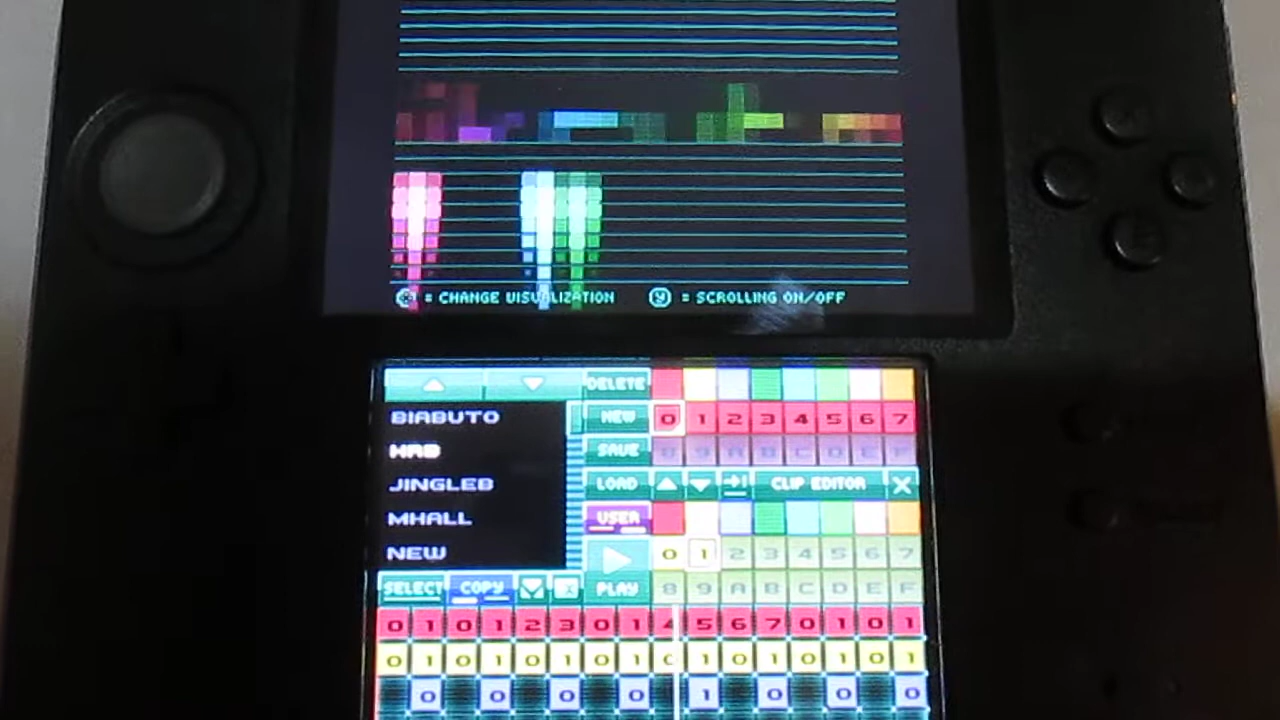 = CHANGE VISUALIZATION Y = SCROLLING ON/OFF
DELETE
BIABUTO NEW 0 1 2 3 4 5 6 7
SAVE 8 9 A B C D E F
JINGLEB LOAD CLIP EDITOR X
MHALL USER
NEW 0 1 2 3 4 5 6 7
SELECT COPY PLAY 8 9 A B C D E F
0 1 0 1 2 3 0 1 4 5 6 7 0 1 0 1
0 1 0 1 0 1 0 1 0 1 0 1 0 1 0 1
0 0 0 0 1 0 0 0